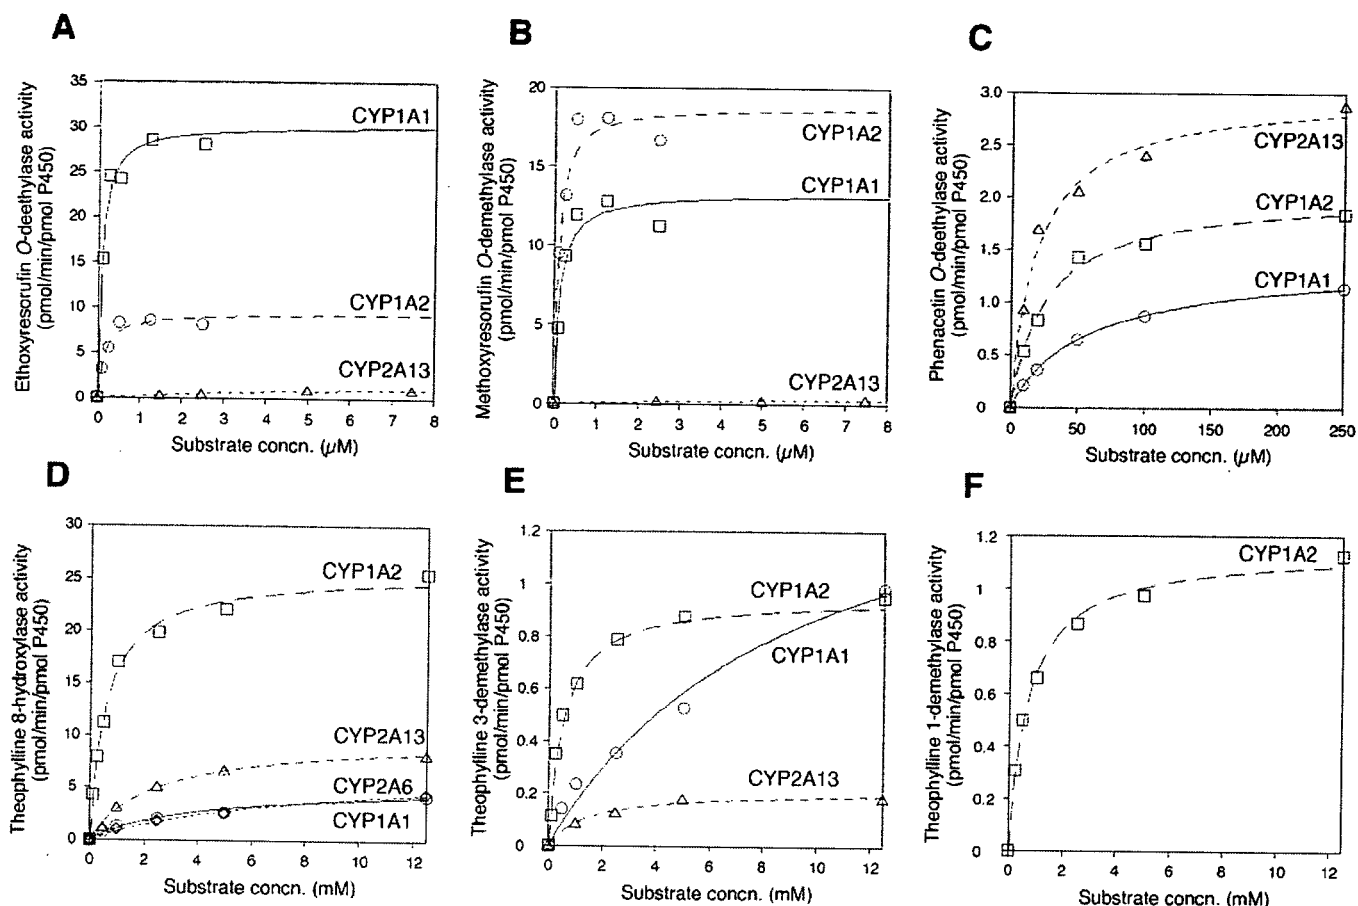 A
Ethoxyresorufin O-deethylase activity
(pmol/min/pmol P450)
35
30
25
20
15
10
5
0
CYP1A1
CYP1A2
CYP2A13
0 1 2 3 4 5 6 7 8
Substrate concn. (µM)
B
Methoxyresorufin O-demethylase activity
(pmol/min/pmol P450)
20
15
10
5
0
CYP1A2
CYP1A1
CYP2A13
0 1 2 3 4 5 6 7 8
Substrate concn. (µM)
C
Phenacetin O-deethylase activity
(pmol/min/pmol P450)
3.0
2.5
2.0
1.5
1.0
0.5
0
CYP2A13
CYP1A2
CYP1A1
0 50 100 150 200 250
Substrate concn. (µM)
D
Theophylline 8-hydroxylase activity
(pmol/min/pmol P450)
30
25
20
15
10
5
0
CYP1A2
CYP2A13
CYP2A6
CYP1A1
0 2 4 6 8 10 12
Substrate concn. (mM)
E
Theophylline 3-demethylase activity
(pmol/min/pmol P450)
1.2
1
0.8
0.6
0.4
0.2
0
CYP1A2
CYP1A1
CYP2A13
0 2 4 6 8 10 12
Substrate concn. (mM)
F
Theophylline 1-demethylase activity
(pmol/min/pmol P450)
1.2
1
0.8
0.6
0.4
0.2
0
CYP1A2
0 2 4 6 8 10 12
Substrate concn. (mM)